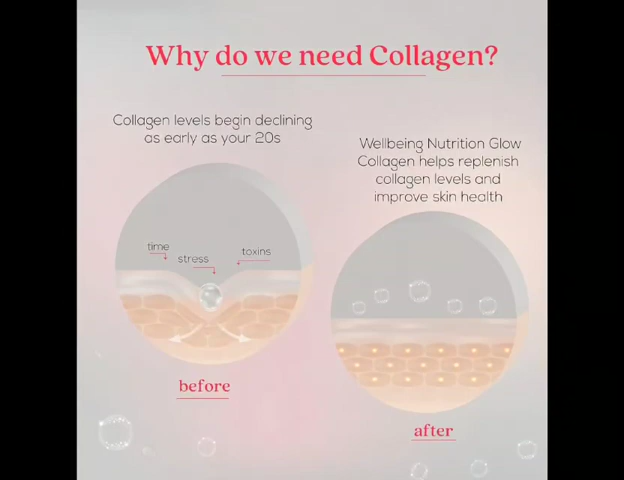 Why do we need Collagen?
Collagen levels begin declining
as early as your 20s
Wellbeing Nutrition Glow
Collagen helps replenish
collagen levels and
improve skin health
time
stress
toxins
before
after